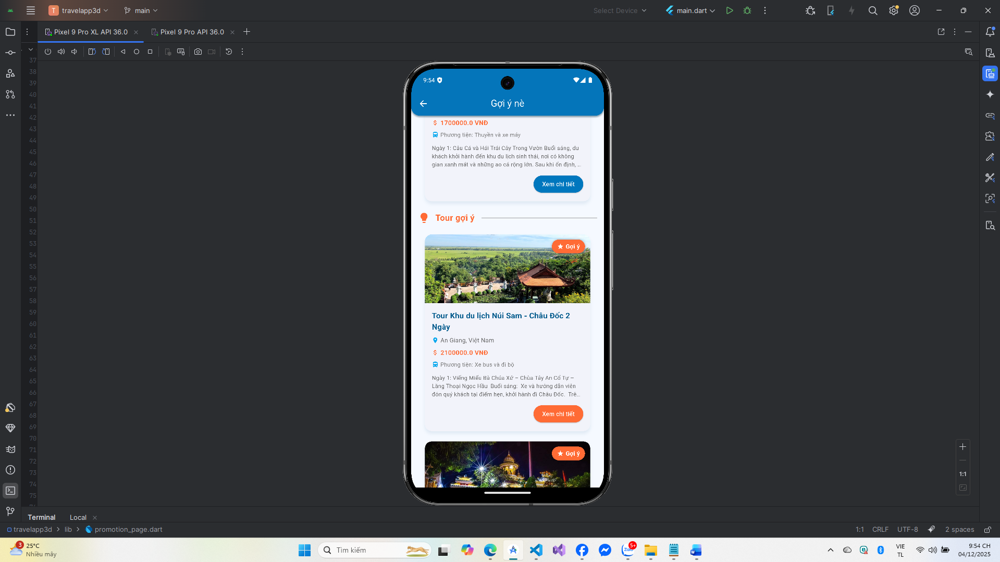 T travelapp3d
main
Select Device
main.dart
Pixel 9 Pro XL API 36.0
Pixel 9 Pro API 36.0
37
38
39
40
41
42
43
44
45
46
47
48
49
50
51
52
53
54
55
56
57
58
59
60
61
62
63
64
65
66
67
68
69
70
71
72
73
74
75
9:54
Gợi ý nè
$ 1700000.0 VNĐ
Phương tiện: Thuyền và xe máy
Ngày 1: Câu Cá và Hái Trái Cây Trong Vườn Buổi sáng, du
khách khởi hành đến khu du lịch sinh thái, nơi có không
gian xanh mát và những ao cá rộng lớn. Sau khi ổn định, ...
Xem chi tiết
Tour gợi ý
★ Gợi ý
Tour Khu du lịch Núi Sam - Châu Đốc 2
Ngày
An Giang, Việt Nam
$ 2100000.0 VNĐ
Phương tiện: Xe bus và đi bộ
Ngày 1: Viếng Miếu Bà Chúa Xứ – Chùa Tây An Cổ Tự –
Lăng Thoại Ngọc Hầu  Buổi sáng:  Xe và hướng dẫn viên
đón quý khách tại điểm hẹn, khởi hành đi Châu Đốc.  Trê...
Xem chi tiết
★ Gợi ý
1:1
Terminal
Local
travelapp3d > lib > promotion_page.dart
1:1
CRLF
UTF-8
2 spaces
3
25°C
Nhiều mây
Tìm kiếm
Zalo
5+
VIE
TL
9:54 CH
04/12/2025